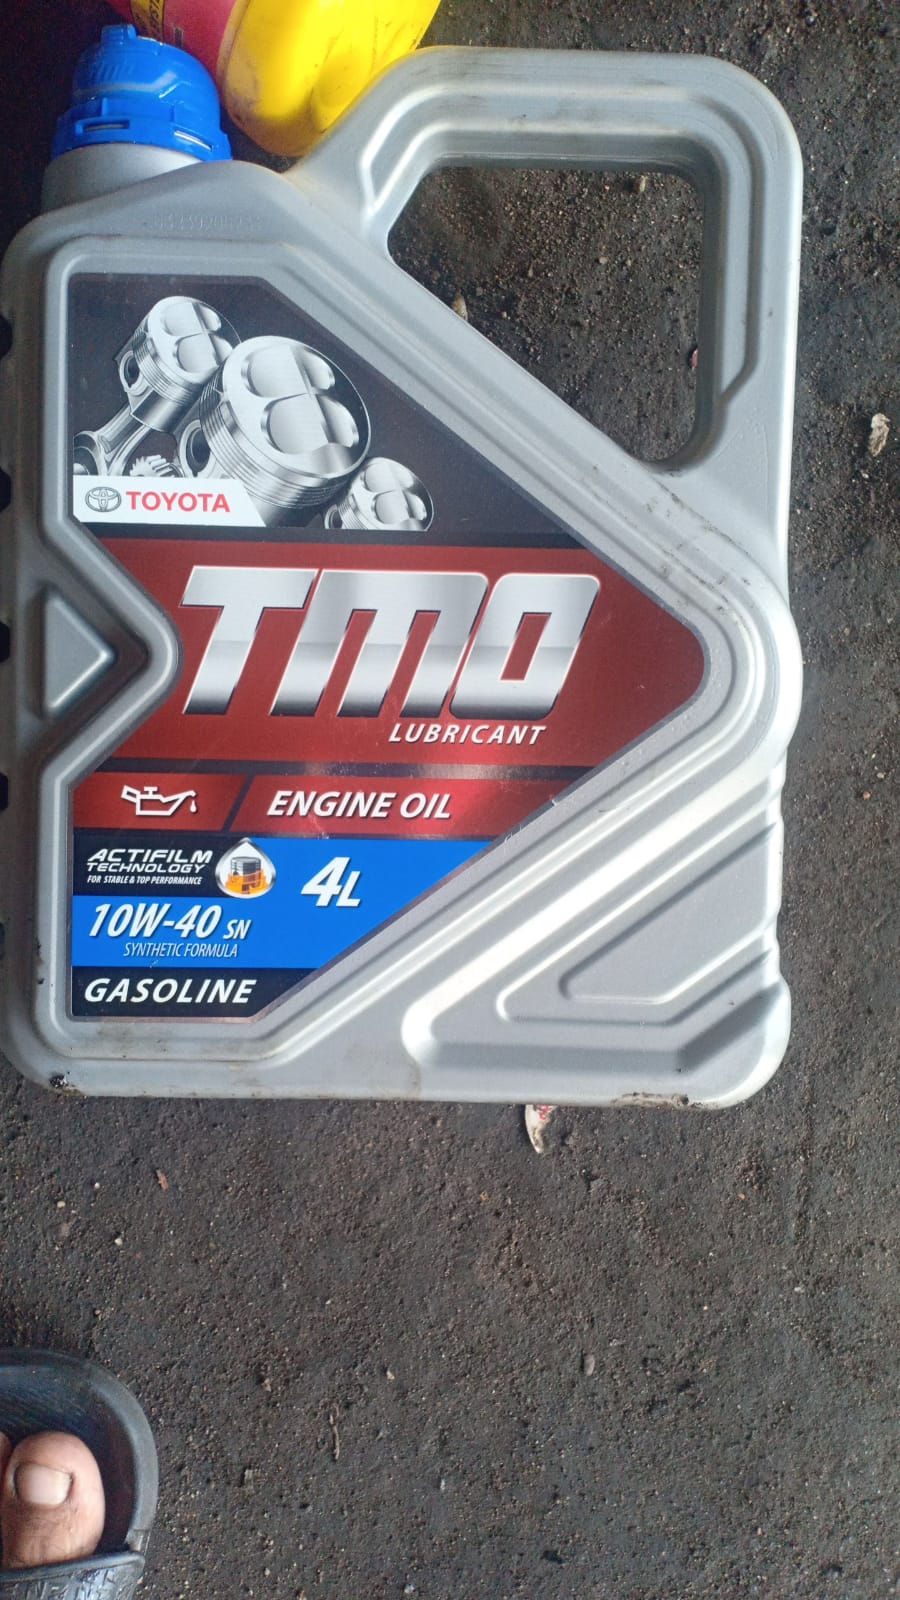 TOYOTA
TMO
LUBRICANT
ENGINE OIL
ACTIFILM
TECHNOLOGY
FOR STABLE & TOP PERFORMANCE
4L
10W-40 SN
SYNTHETIC FORMULA
GASOLINE